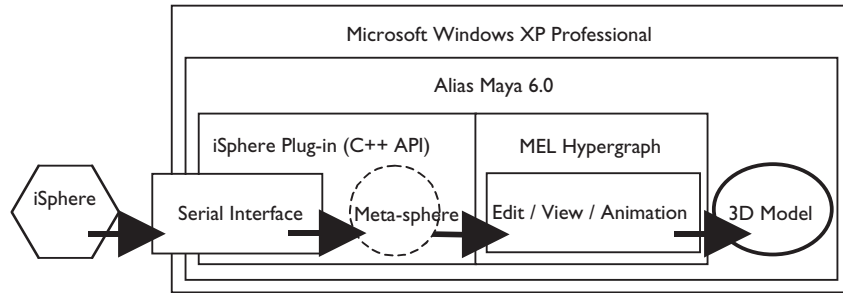 Microsoft Windows XP Professional
Alias Maya 6.0
iSphere Plug-in (C++ API)
MEL Hypergraph
iSphere
Serial Interface
Meta-sphere
Edit / View / Animation
3D Model